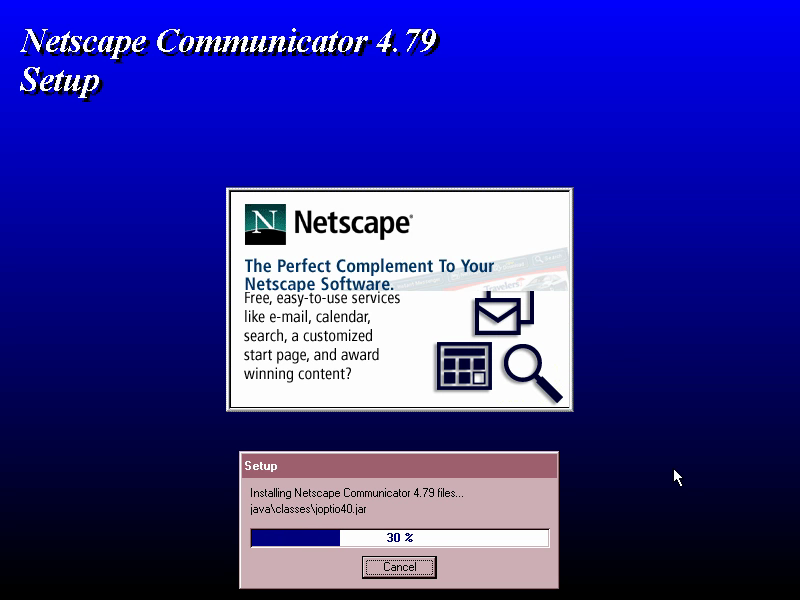 Netscape Communicator 4.79
Setup
N Netscape®
The Perfect Complement To Your
Netscape Software.
Free, easy-to-use services
like e-mail, calendar,
search, a customized
start page, and award
winning content?
Setup
Installing Netscape Communicator 4.79 files...
java\classes\joptio40.jar
30 %
Cancel